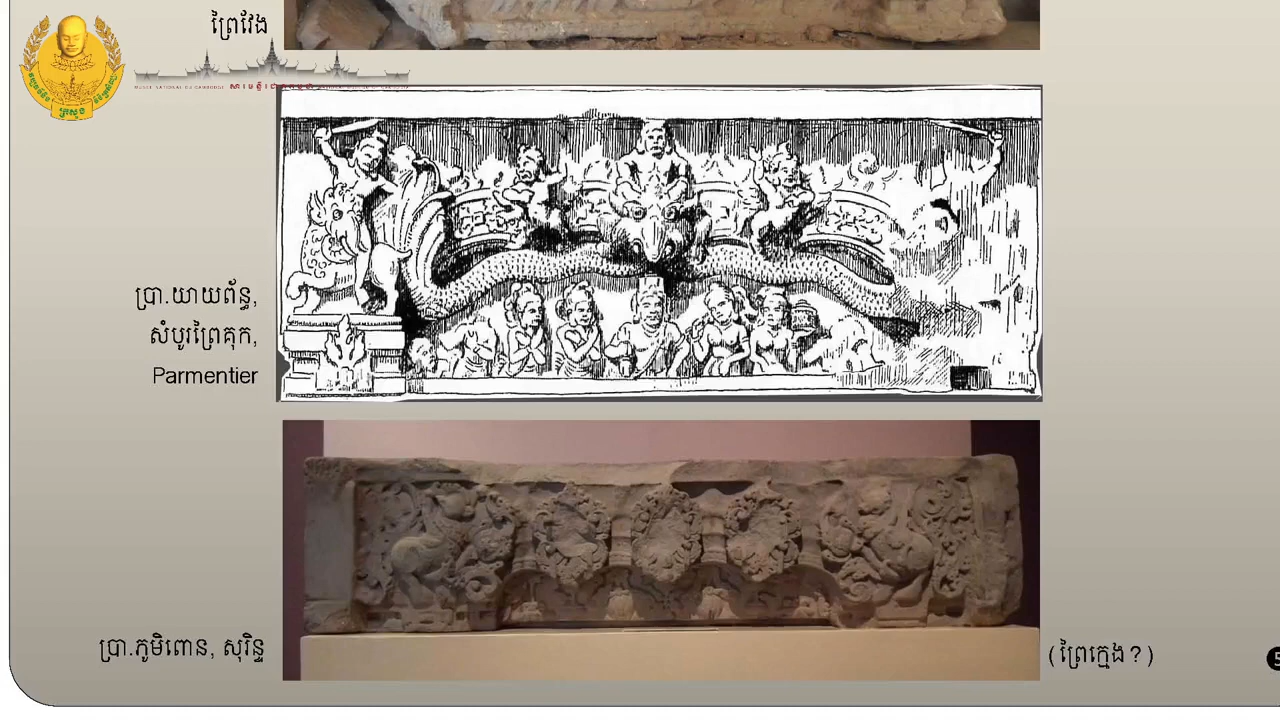 ព្រៃវែង
ប្រា.យាយព័ន្ធ,
សំបូរព្រៃគុក,
Parmentier
ប្រា.ភូមិពោន, សុរិន្ទ
(ព្រៃក្មេង?)